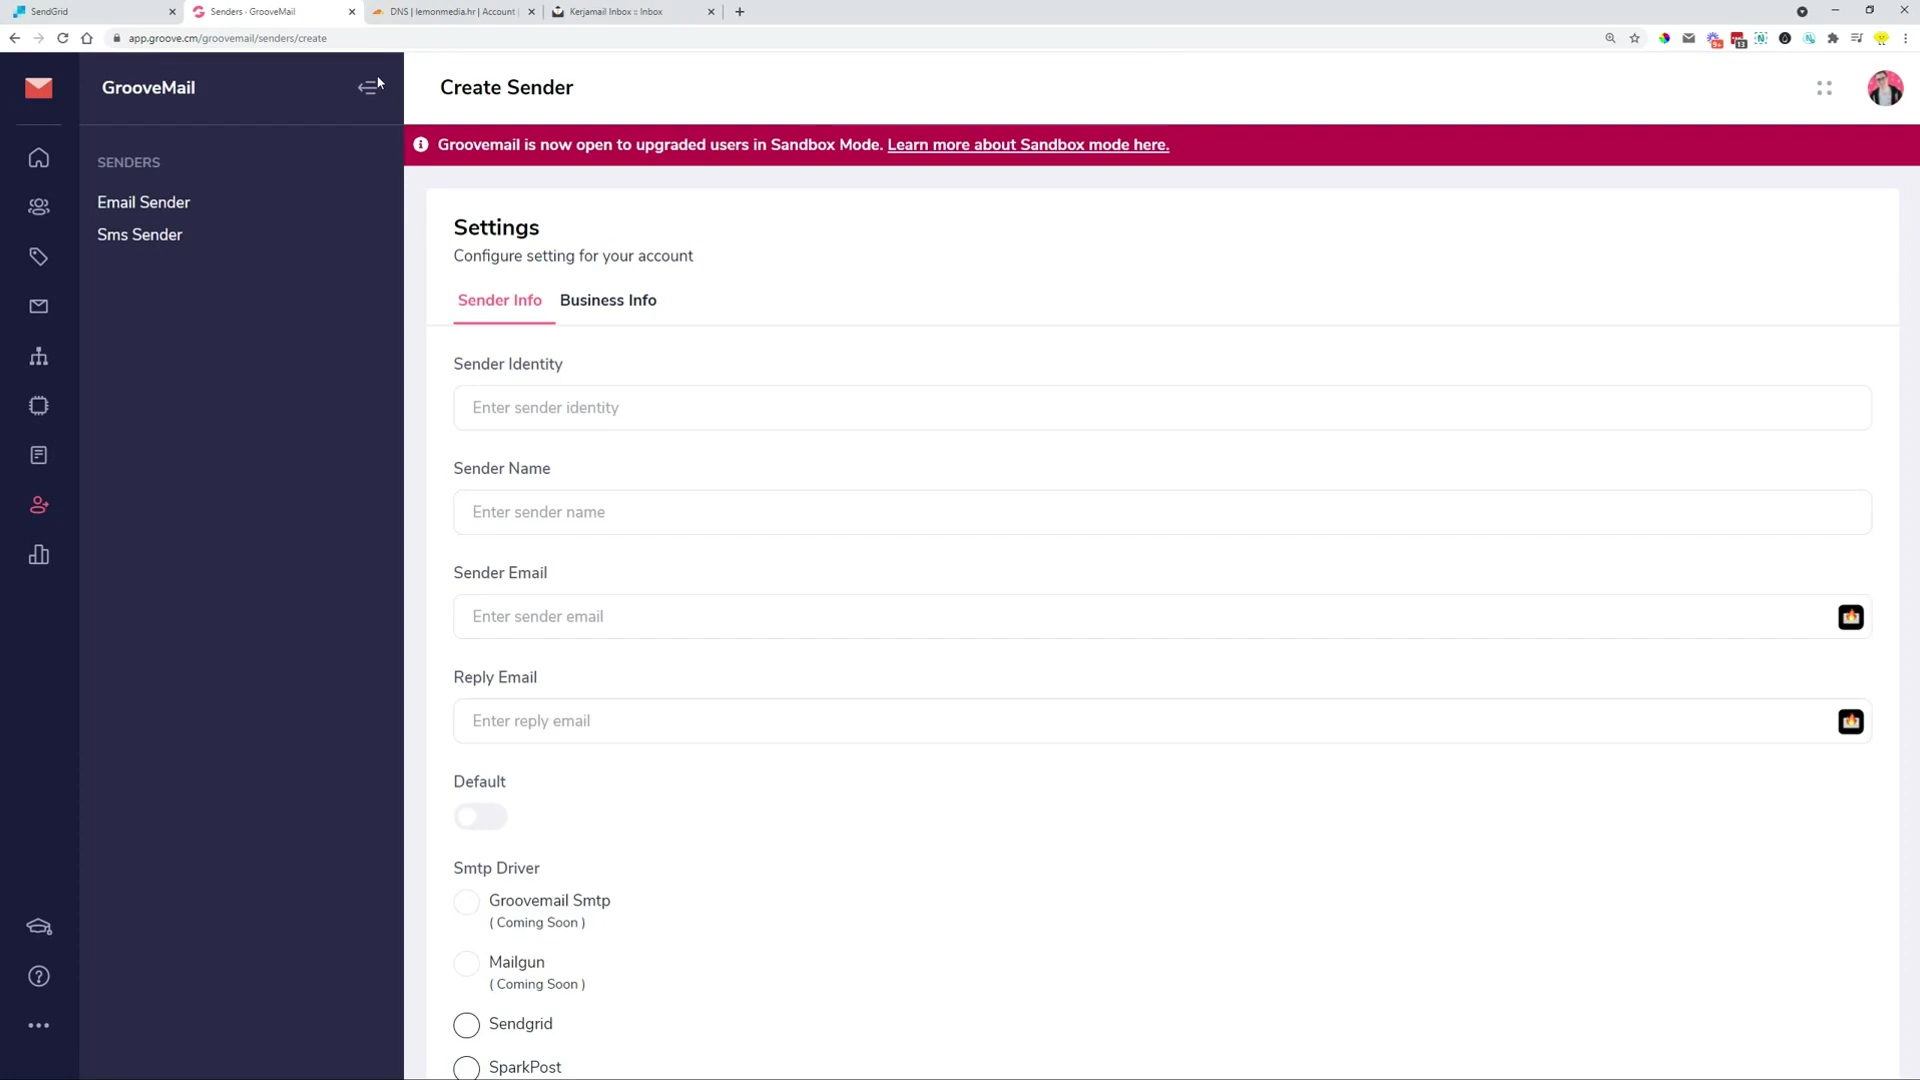 SendGrid
Senders - GrooveMail
DNS | lemonmedia.hr | Account |
Kerjamail Inbox :: Inbox
app.groove.cm/groovemail/senders/create
9+
13
GrooveMail
Create Sender
Groovemail is now open to upgraded users in Sandbox Mode. Learn more about Sandbox mode here.
SENDERS
Email Sender
Sms Sender
Settings
Configure setting for your account
Sender Info
Business Info
Sender Identity
Enter sender identity
Sender Name
Enter sender name
Sender Email
Enter sender email
Reply Email
Enter reply email
Default
Smtp Driver
Groovemail Smtp
( Coming Soon )
Mailgun
( Coming Soon )
Sendgrid
SparkPost